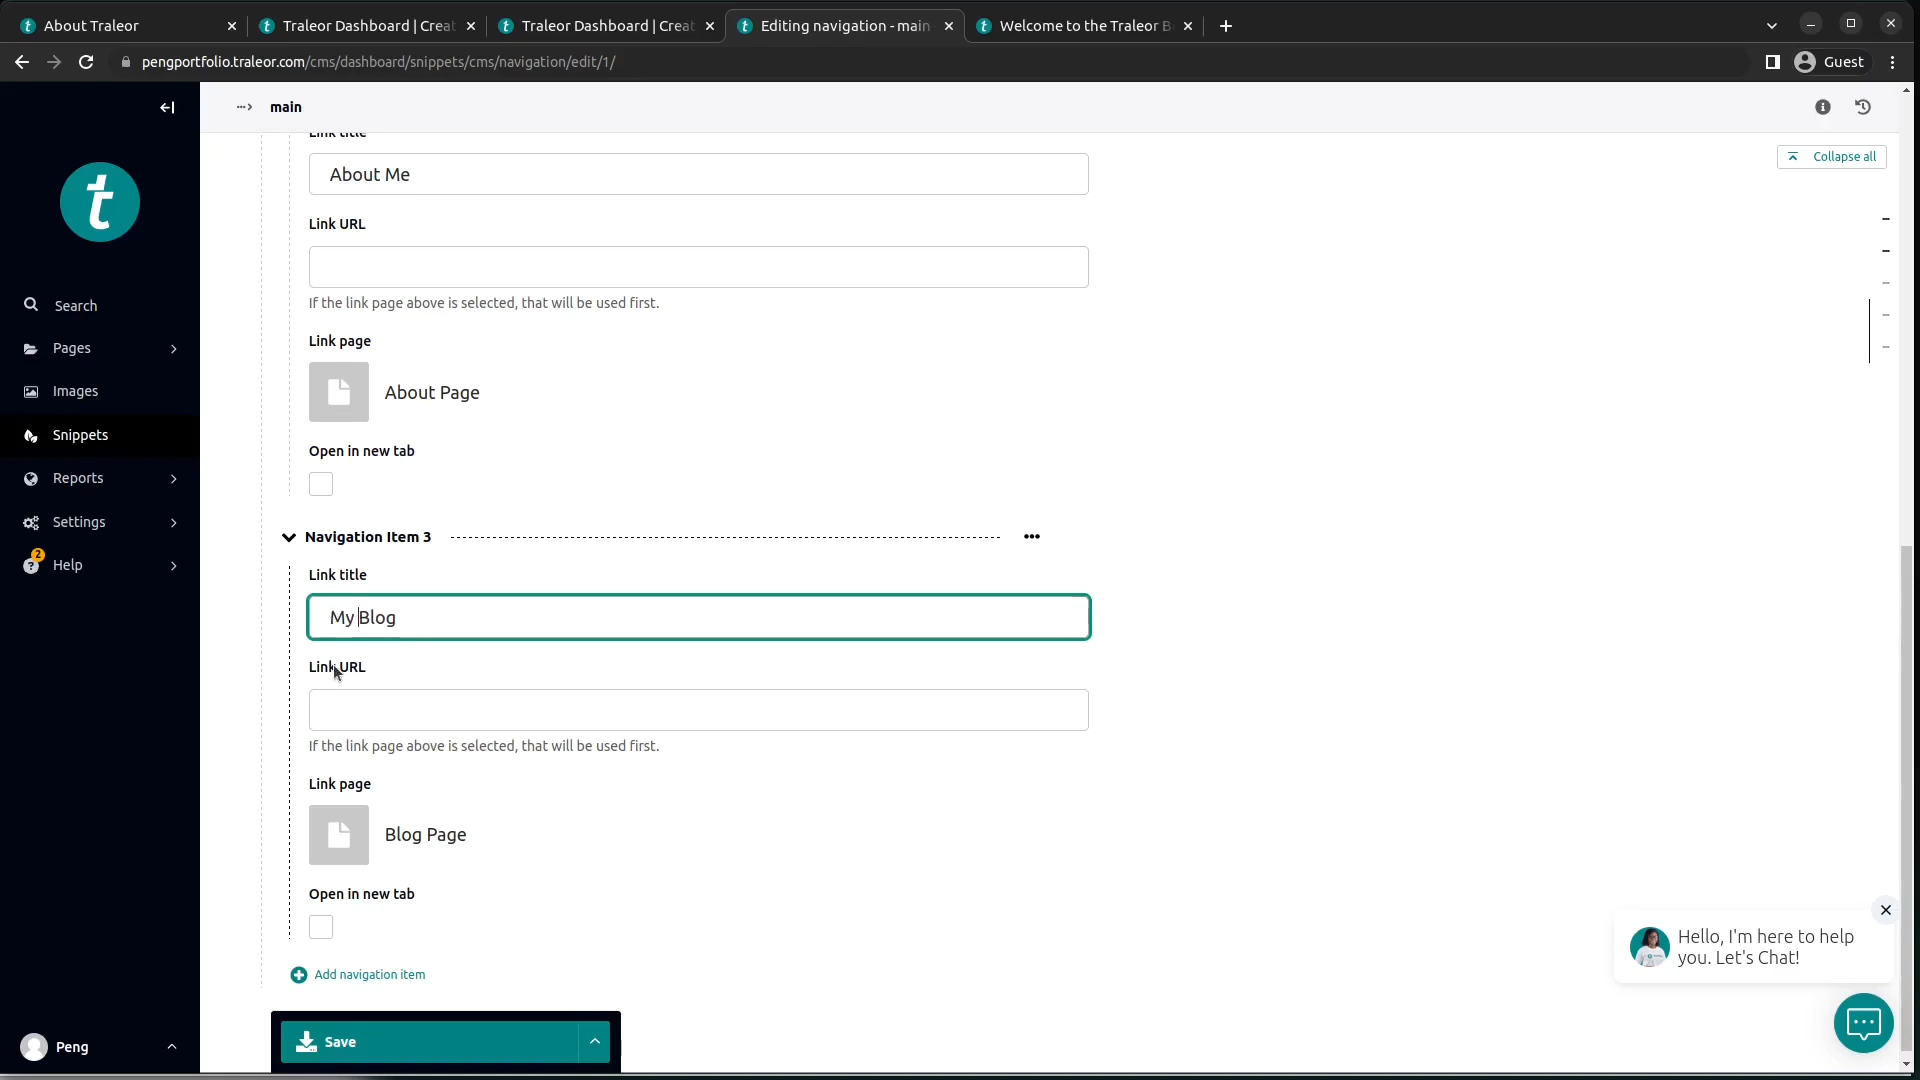 About Traleor
Traleor Dashboard | Creat
Traleor Dashboard | Creat
Editing navigation - main
Welcome to the Traleor B
pengportfolio.traleor.com/cms/dashboard/snippets/cms/navigation/edit/1/
Guest
t
Search
Pages
Images
Snippets
Reports
Settings
2
Help
Peng
main
Collapse all
Link title
About Me
Link URL
If the link page above is selected, that will be used first.
Link page
About Page
Open in new tab
Navigation Item 3
Link title
My Blog
Link URL
If the link page above is selected, that will be used first.
Link page
Blog Page
Open in new tab
Add navigation item
Save
Hello, I'm here to help
you. Let's Chat!